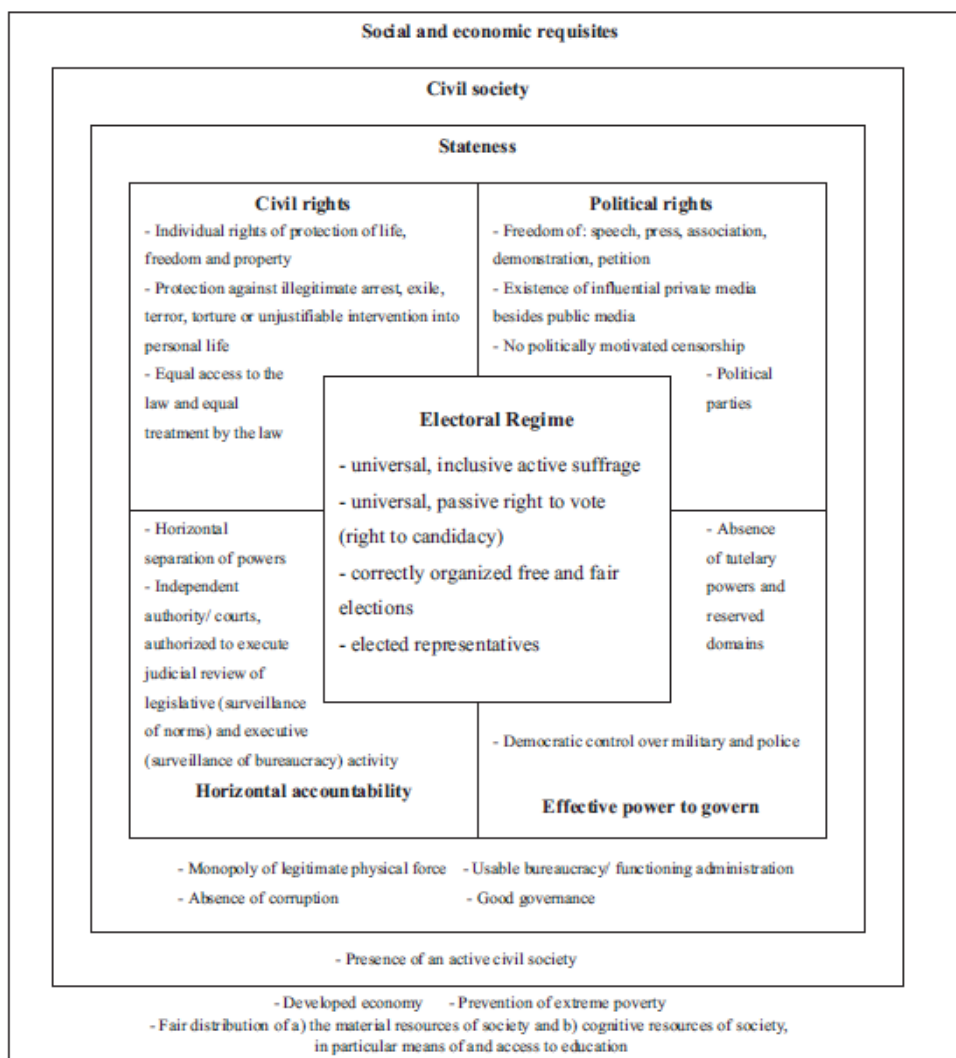 Social and economic requisites
Civil society
Stateness
Civil rights
- Individual rights of protection of life,
freedom and property
- Protection against illegitimate arrest, exile,
terror, torture or unjustifiable intervention into
personal life
- Equal access to the
law and equal
treatment by the law
Political rights
- Freedom of: speech, press, association,
demonstration, petition
- Existence of influential private media
besides public media
- No politically motivated censorship
- Political
parties
Electoral Regime
- universal, inclusive active suffrage
- universal, passive right to vote
(right to candidacy)
- correctly organized free and fair
elections
- elected representatives
- Horizontal
separation of powers
- Independent
authority/ courts,
authorized to execute
judicial review of
legislative (surveillance
of norms) and executive
(surveillance of bureaucracy) activity
Horizontal accountability
- Absence
of tutelary
powers and
reserved
domains
- Democratic control over military and police
Effective power to govern
- Monopoly of legitimate physical force - Usable bureaucracy/ functioning administration
- Absence of corruption - Good governance
- Presence of an active civil society
- Developed economy - Prevention of extreme poverty
- Fair distribution of a) the material resources of society and b) cognitive resources of society,
in particular means of and access to education